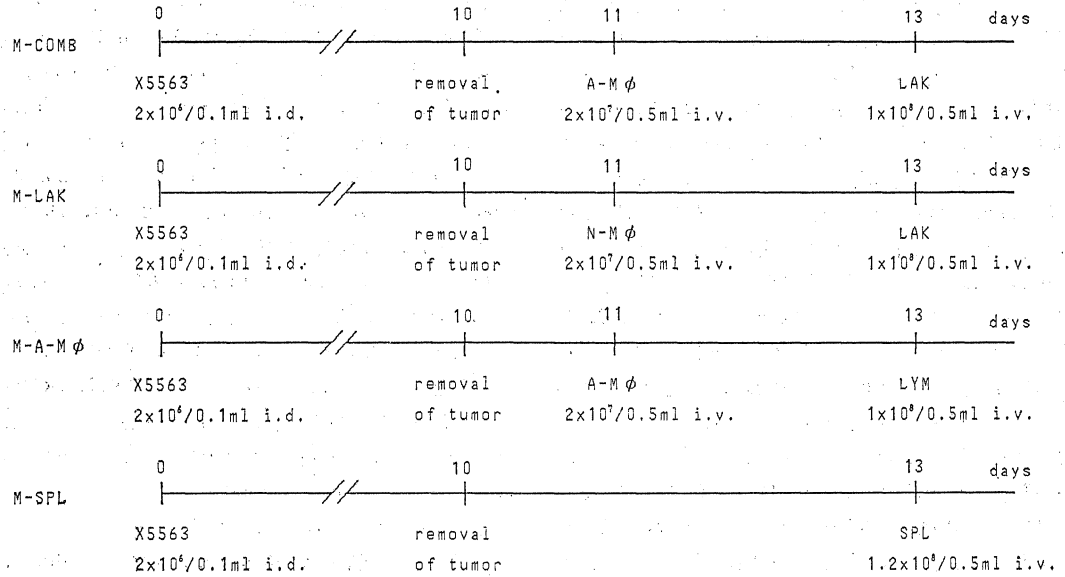 0 10 11 13 days
M-COMB
X5563 removal A-Mφ LAK
2x10⁶/0.1ml i.d. of tumor 2x10⁷/0.5ml i.v. 1x10⁸/0.5ml i.v.
0 10 11 13 days
M-LAK
X5563 removal N-Mφ LAK
2x10⁶/0.1ml i.d. of tumor 2x10⁷/0.5ml i.v. 1x10⁸/0.5ml i.v.
0 10 11 13 days
M-A-Mφ
X5563 removal A-Mφ LYM
2x10⁶/0.1ml i.d. of tumor 2x10⁷/0.5ml i.v. 1x10⁸/0.5ml i.v.
0 10 13 days
M-SPL
X5563 removal SPL
2x10⁶/0.1ml i.d. of tumor 1.2x10⁸/0.5ml i.v.